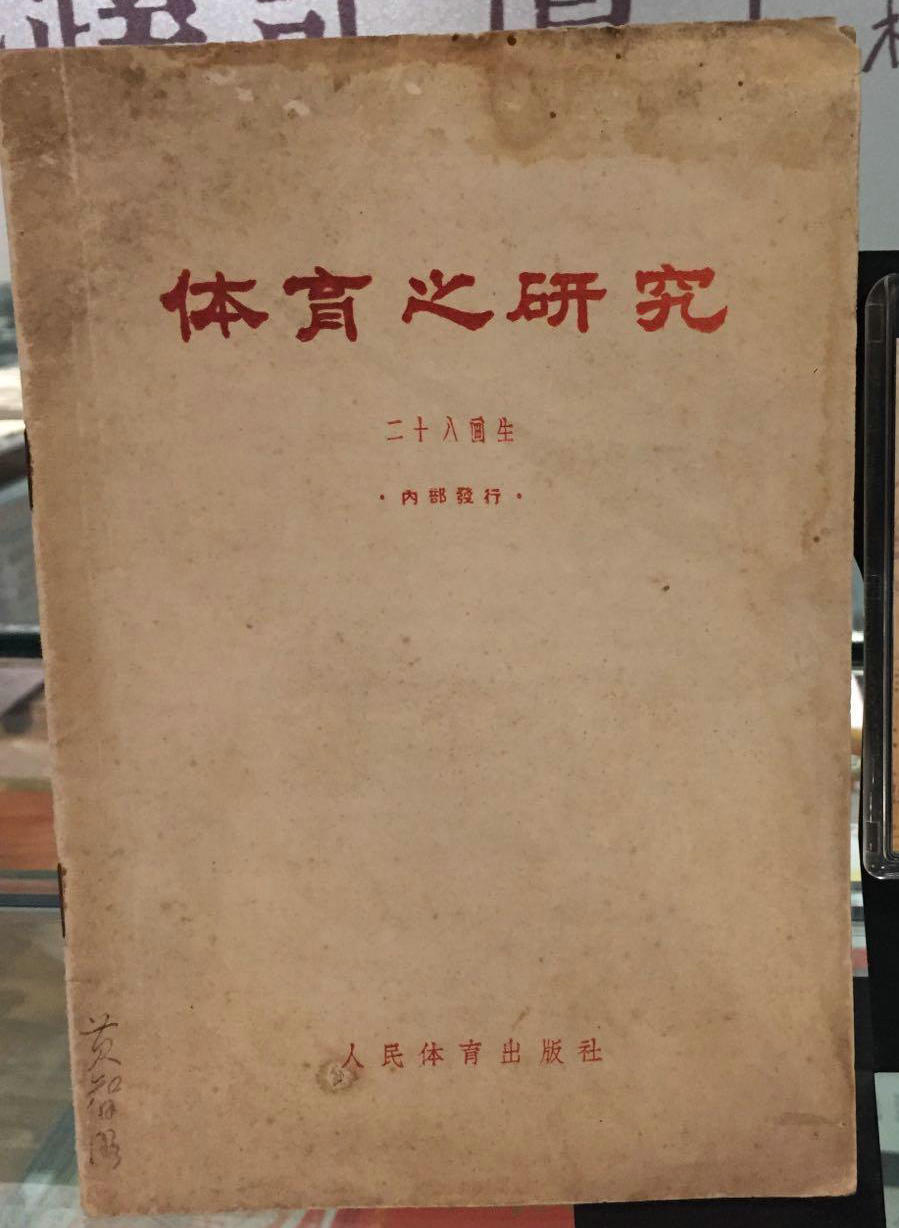 体育之研究
二十八画生
·內部發行·
人民体育出版社